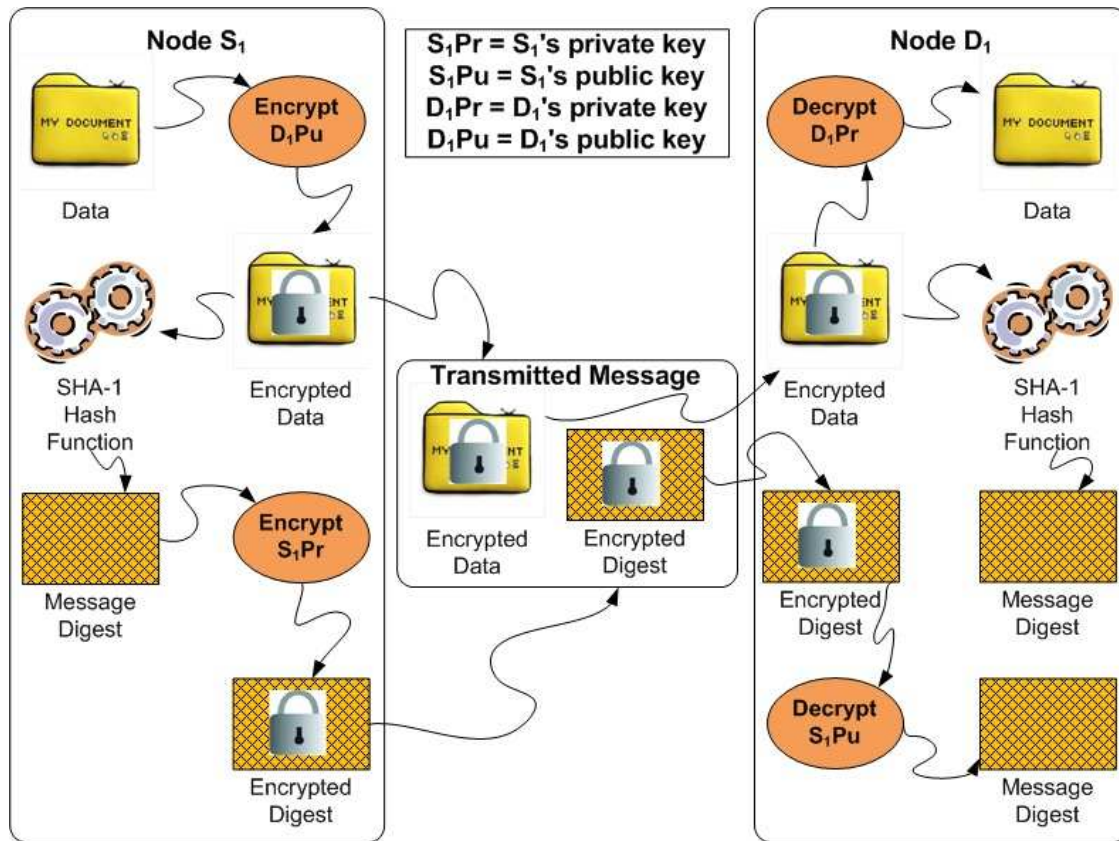 Node S₁
MY DOCUMENT
Data
Encrypt
D₁Pu
SHA-1
Hash
Function
Encrypted
Data
Message
Digest
Encrypt
S₁Pr
Encrypted
Digest
S₁Pr = S₁'s private key
S₁Pu = S₁'s public key
D₁Pr = D₁'s private key
D₁Pu = D₁'s public key
Transmitted Message
Encrypted
Data
Encrypted
Digest
Node D₁
Decrypt
D₁Pr
MY DOCUMENT
Data
Encrypted
Data
SHA-1
Hash
Function
Encrypted
Digest
Message
Digest
Decrypt
S₁Pu
Message
Digest